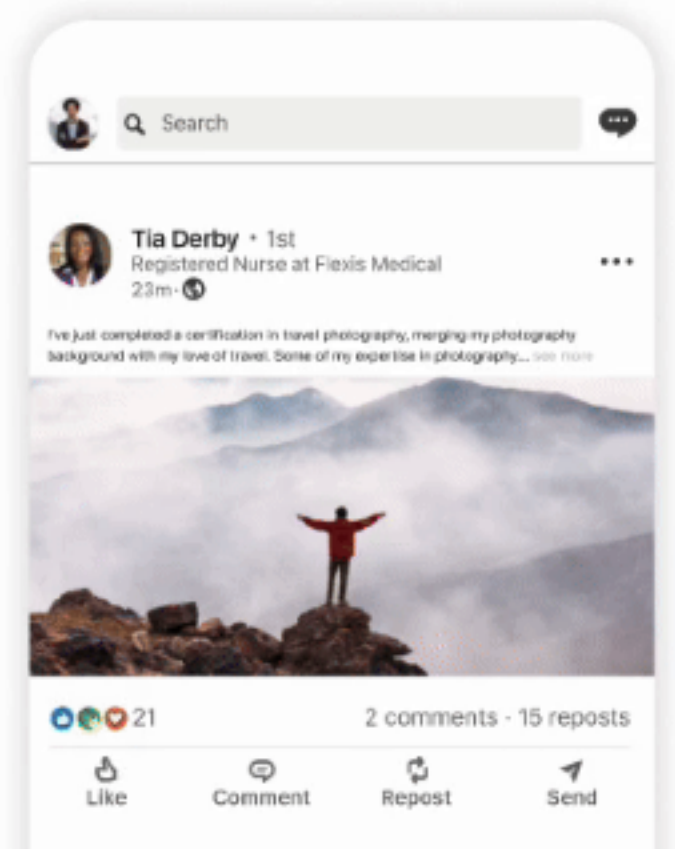 Search
Tia Derby • 1st
Registered Nurse at Flexis Medical
23m •
I've just completed a certification in travel photography, merging my photography
background with my love of travel. Some of my expertise in photography... see more
21
2 comments · 15 reposts
Like Comment Repost Send